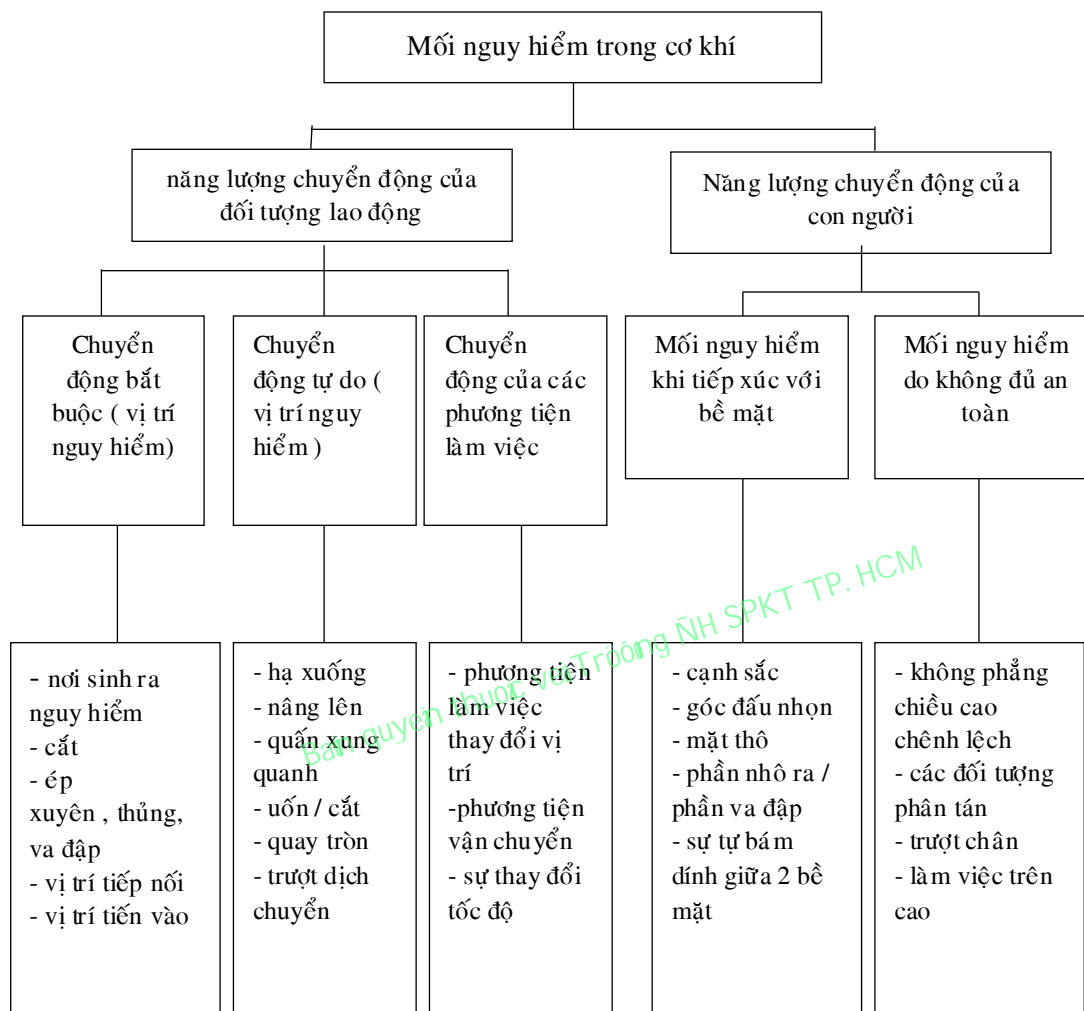 Mối nguy hiểm trong cơ khí
năng lượng chuyển động của
đối tượng lao động
Năng lượng chuyển động của
con người
Chuyển
động bắt
buộc ( vị trí
nguy hiểm)
Chuyển
động tự do (
vị trí nguy
hiểm )
Chuyển
động của các
phương tiện
làm việc
Mối nguy hiểm
khi tiếp xúc với
bề mặt
Mối nguy hiểm
do không đủ an
toàn
- nơi sinh ra
nguy hiểm
- cắt
- ép
xuyên , thủng,
va đập
- vị trí tiếp nối
- vị trí tiến vào
- hạ xuống
- nâng lên
- quấn xung
quanh
- uốn / cắt
- quay tròn
- trượt dịch
chuyển
- phương tiện
làm việc
thay đổi vị
trí
-phương tiện
vận chuyển
- sự thay đổi
tốc độ
- cạnh sắc
- góc đấu nhọn
- mặt thô
- phần nhô ra /
phần va đập
- sự tự bám
dính giữa 2 bề
mặt
- không phẳng
chiều cao
chênh lệch
- các đối tượng
phân tán
- trượt chân
- làm việc trên
cao
ÑH SPKT TP. HCM